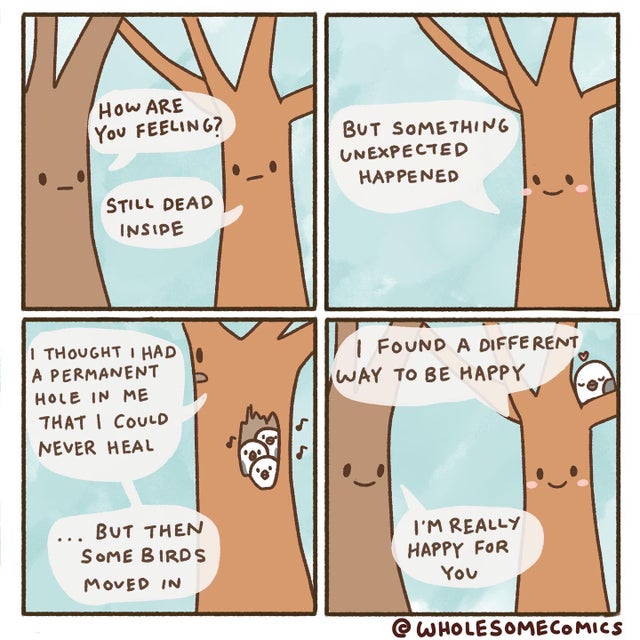 HOW ARE
YOU FEELING?
STILL DEAD
INSIDE
BUT SOMETHING
UNEXPECTED
HAPPENED
I THOUGHT I HAD
A PERMANENT
HOLE IN ME
THAT I COULD
NEVER HEAL
... BUT THEN
SOME BIRDS
MOVED IN
I FOUND A DIFFERENT
WAY TO BE HAPPY
I'M REALLY
HAPPY FOR
YOU
@WHOLESOMECOMICS